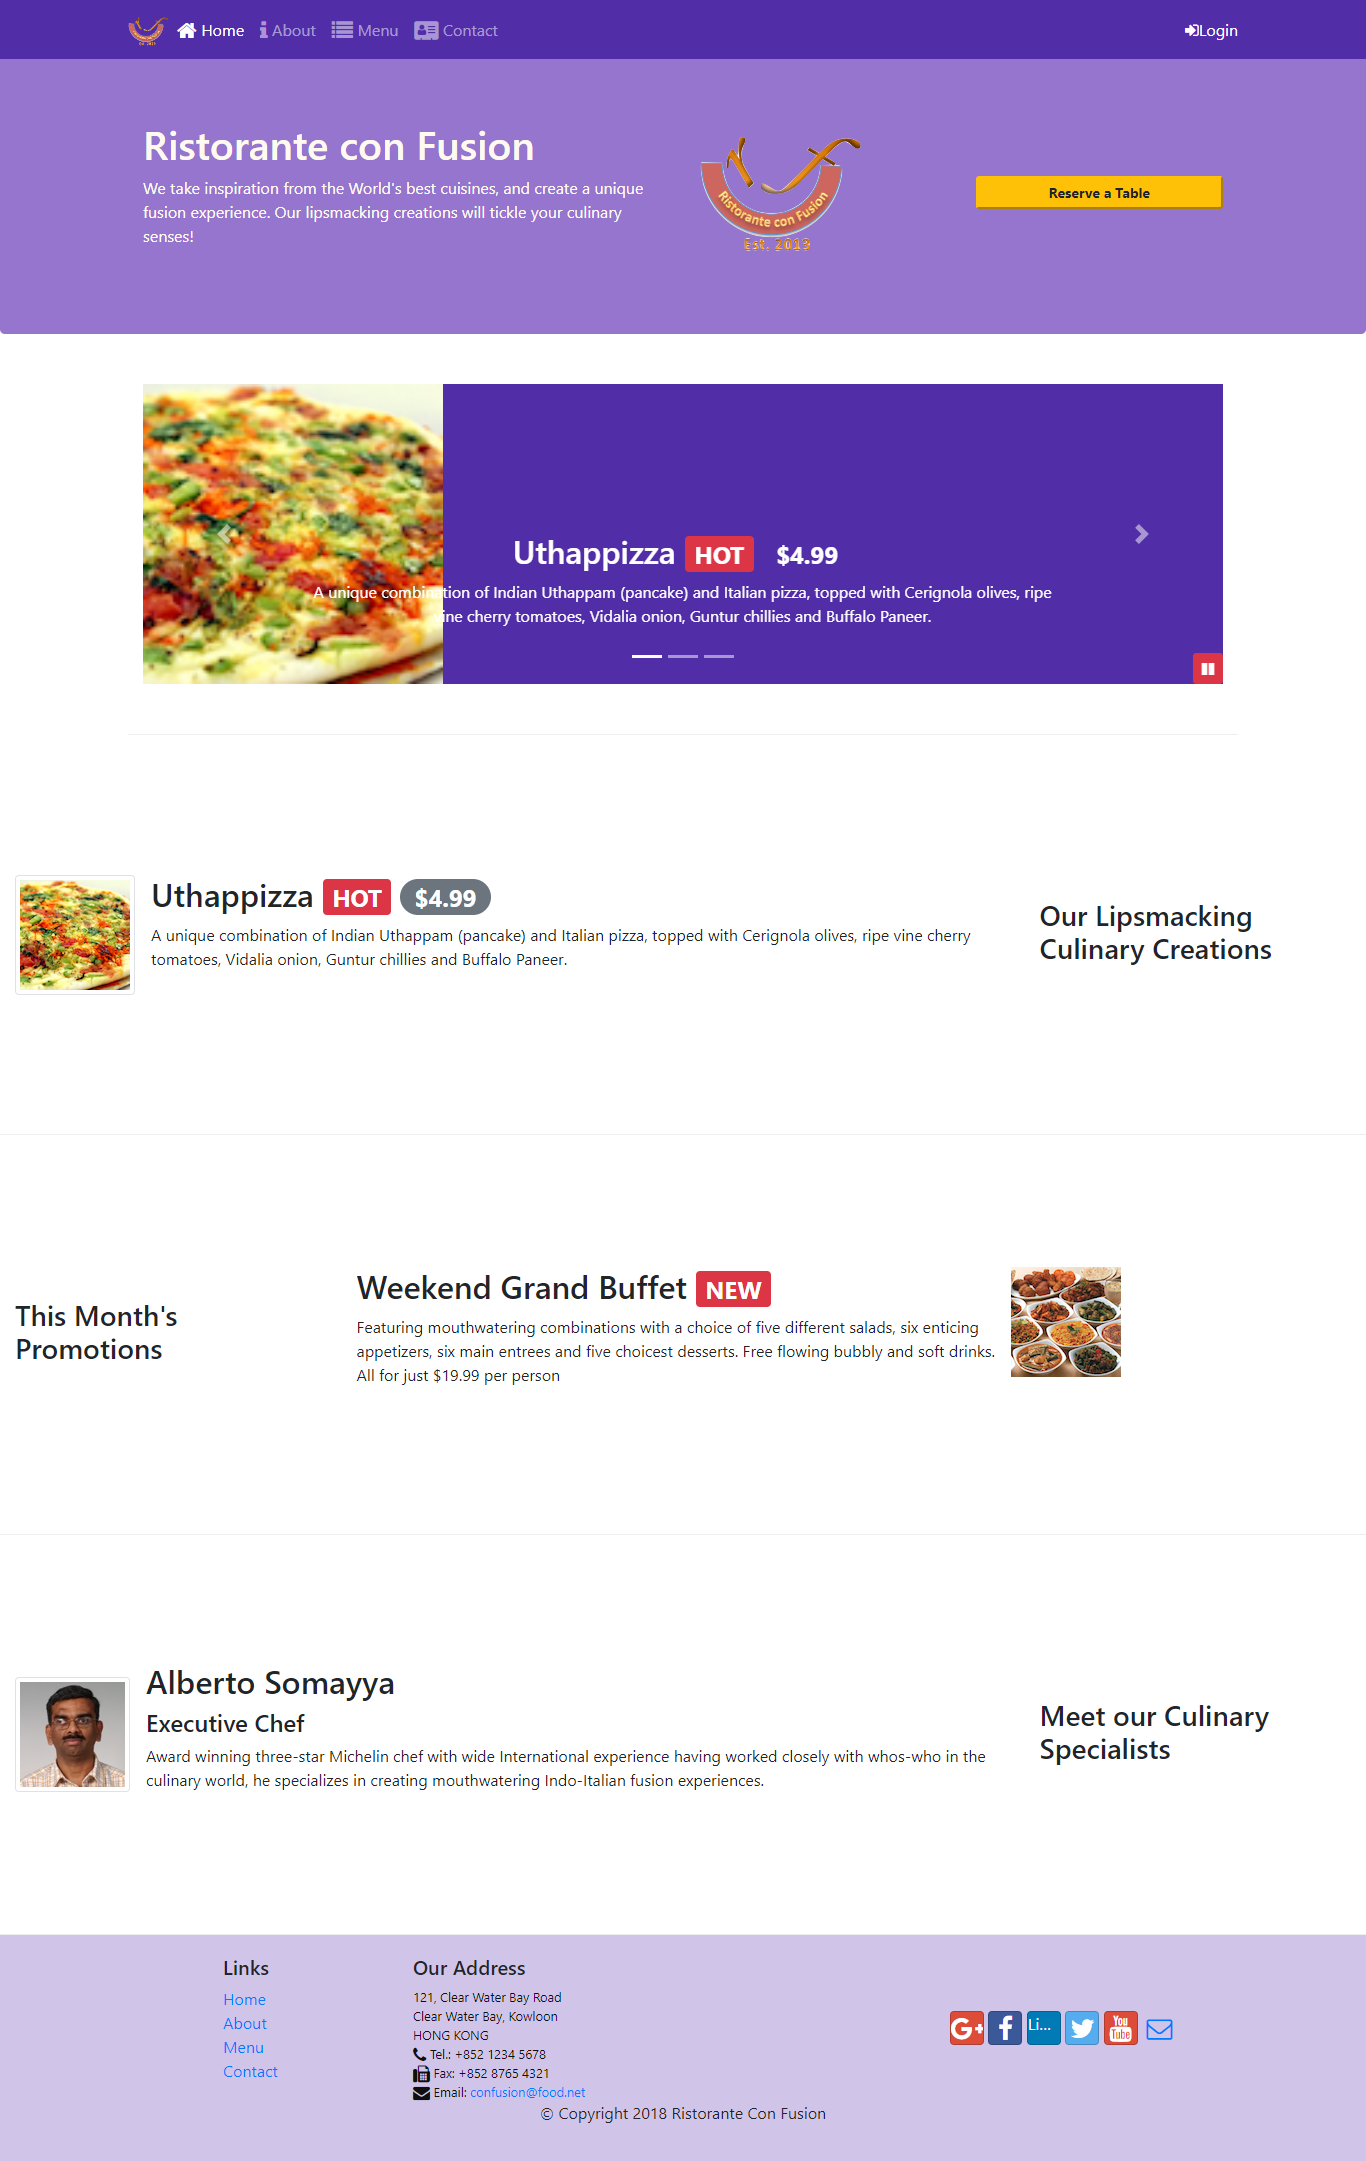 Home About Menu Contact Login
Ristorante con Fusion
We take inspiration from the World's best cuisines, and create a unique
fusion experience. Our lipsmacking creations will tickle your culinary
senses!
Ristorante con Fusion
Est. 2013
Reserve a Table
Uthappizza HOT $4.99
A unique combination of Indian Uthappam (pancake) and Italian pizza, topped with Cerignola olives, ripe
vine cherry tomatoes, Vidalia onion, Guntur chillies and Buffalo Paneer.
Uthappizza HOT $4.99
A unique combination of Indian Uthappam (pancake) and Italian pizza, topped with Cerignola olives, ripe vine cherry
tomatoes, Vidalia onion, Guntur chillies and Buffalo Paneer.
Our Lipsmacking
Culinary Creations
This Month's
Promotions
Weekend Grand Buffet NEW
Featuring mouthwatering combinations with a choice of five different salads, six enticing
appetizers, six main entrees and five choicest desserts. Free flowing bubbly and soft drinks.
All for just $19.99 per person
Alberto Somayya
Executive Chef
Award winning three-star Michelin chef with wide International experience having worked closely with whos-who in the
culinary world, he specializes in creating mouthwatering Indo-Italian fusion experiences.
Meet our Culinary
Specialists
Links
Home
About
Menu
Contact
Our Address
121, Clear Water Bay Road
Clear Water Bay, Kowloon
HONG KONG
Tel.: +852 1234 5678
Fax: +852 8765 4321
Email: confusion@food.net
G+ f Li... You Tube
© Copyright 2018 Ristorante Con Fusion